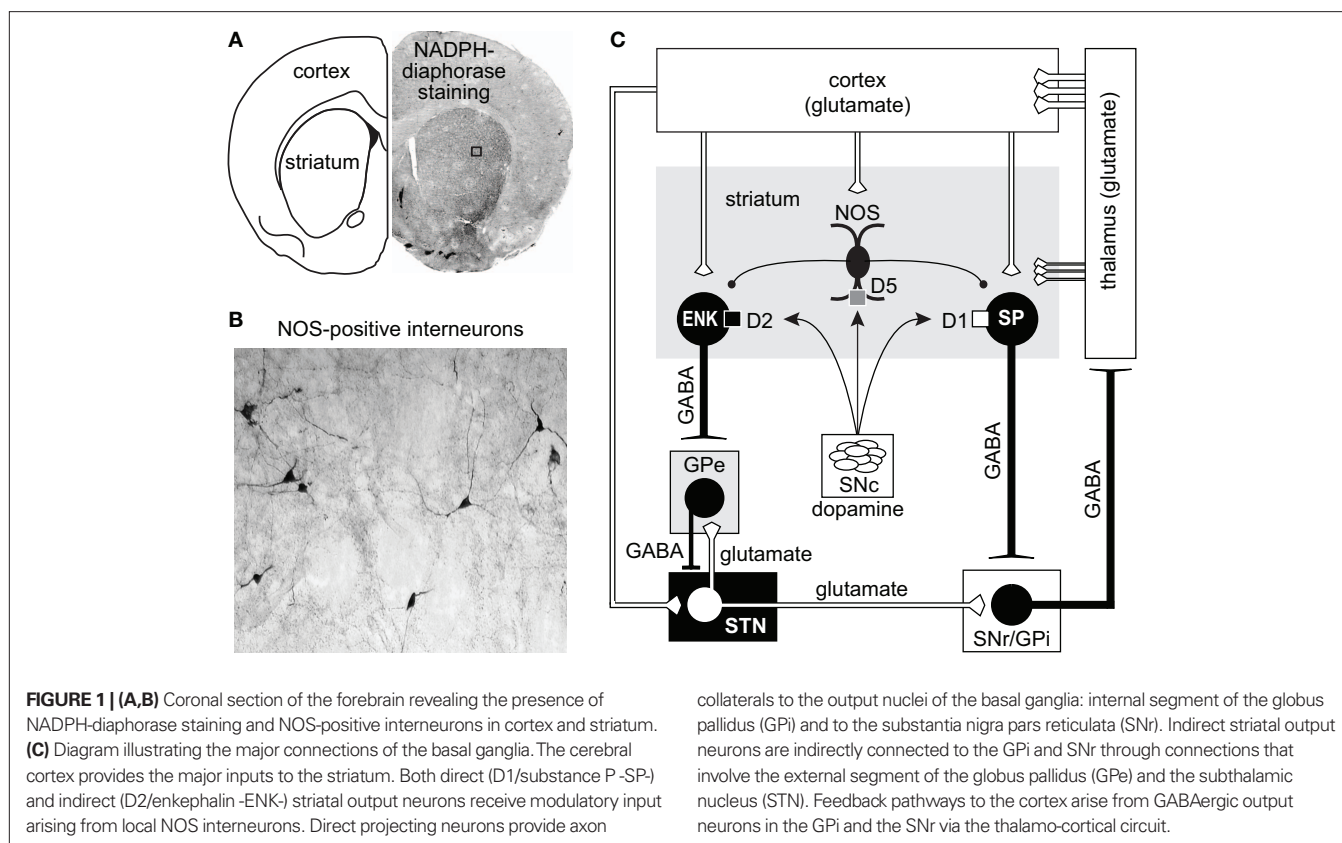 A
cortex
striatum
NADPH-
diaphorase
staining
B
NOS-positive interneurons
C
cortex
(glutamate)
thalamus (glutamate)
striatum
NOS
D5
ENK
D2
D1
SP
GABA
GABA
GABA
SNc
dopamine
GPe
GABA
glutamate
glutamate
STN
SNr/GPi
FIGURE 1 | (A,B) Coronal section of the forebrain revealing the presence of
NADPH-diaphorase staining and NOS-positive interneurons in cortex and striatum.
(C) Diagram illustrating the major connections of the basal ganglia. The cerebral
cortex provides the major inputs to the striatum. Both direct (D1/substance P -SP-)
and indirect (D2/enkephalin -ENK-) striatal output neurons receive modulatory input
arising from local NOS interneurons. Direct projecting neurons provide axon
collaterals to the output nuclei of the basal ganglia: internal segment of the globus
pallidus (GPi) and to the substantia nigra pars reticulata (SNr). Indirect striatal output
neurons are indirectly connected to the GPi and SNr through connections that
involve the external segment of the globus pallidus (GPe) and the subthalamic
nucleus (STN). Feedback pathways to the cortex arise from GABAergic output
neurons in the GPi and the SNr via the thalamo-cortical circuit.